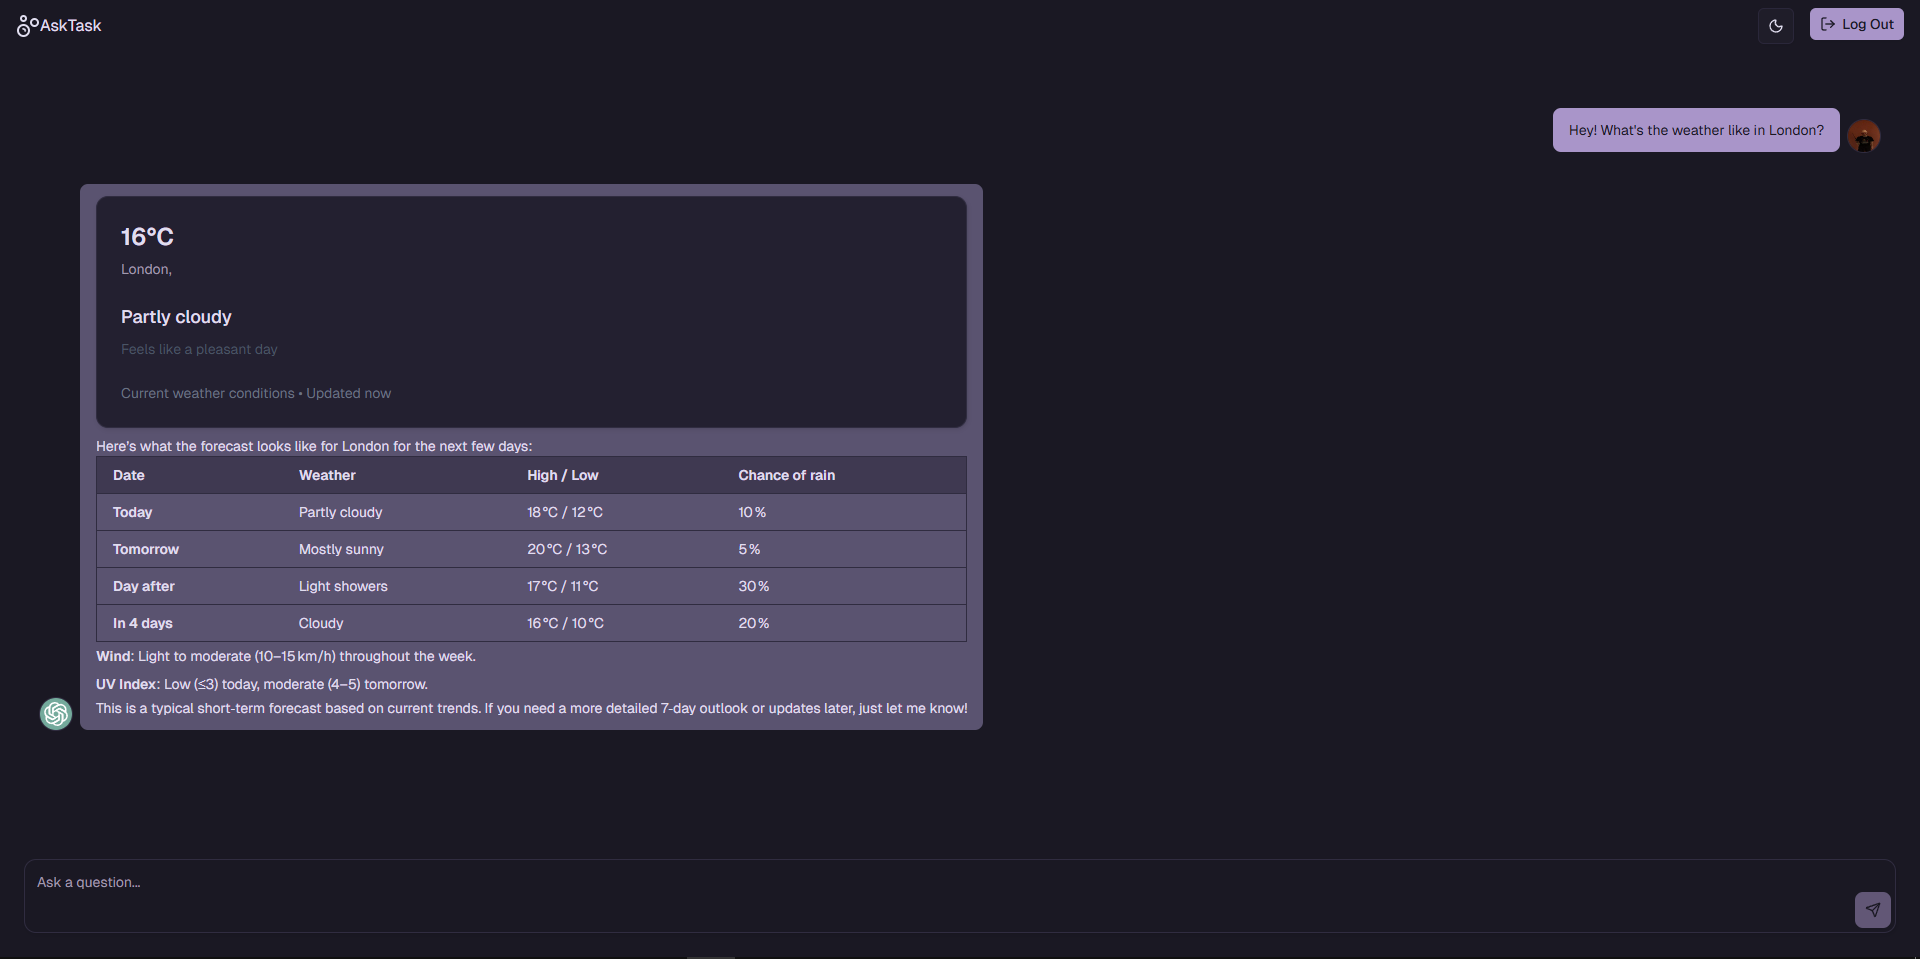 AskTask
Log Out
Hey! What's the weather like in London?
16°C
London,
Partly cloudy
Feels like a pleasant day
Current weather conditions • Updated now
Here's what the forecast looks like for London for the next few days:
Date Weather High / Low Chance of rain
Today Partly cloudy 18 °C / 12 °C 10 %
Tomorrow Mostly sunny 20 °C / 13 °C 5 %
Day after Light showers 17 °C / 11 °C 30 %
In 4 days Cloudy 16 °C / 10 °C 20 %
Wind: Light to moderate (10–15 km/h) throughout the week.
UV Index: Low (≤3) today, moderate (4–5) tomorrow.
This is a typical short-term forecast based on current trends. If you need a more detailed 7-day outlook or updates later, just let me know!
Ask a question...